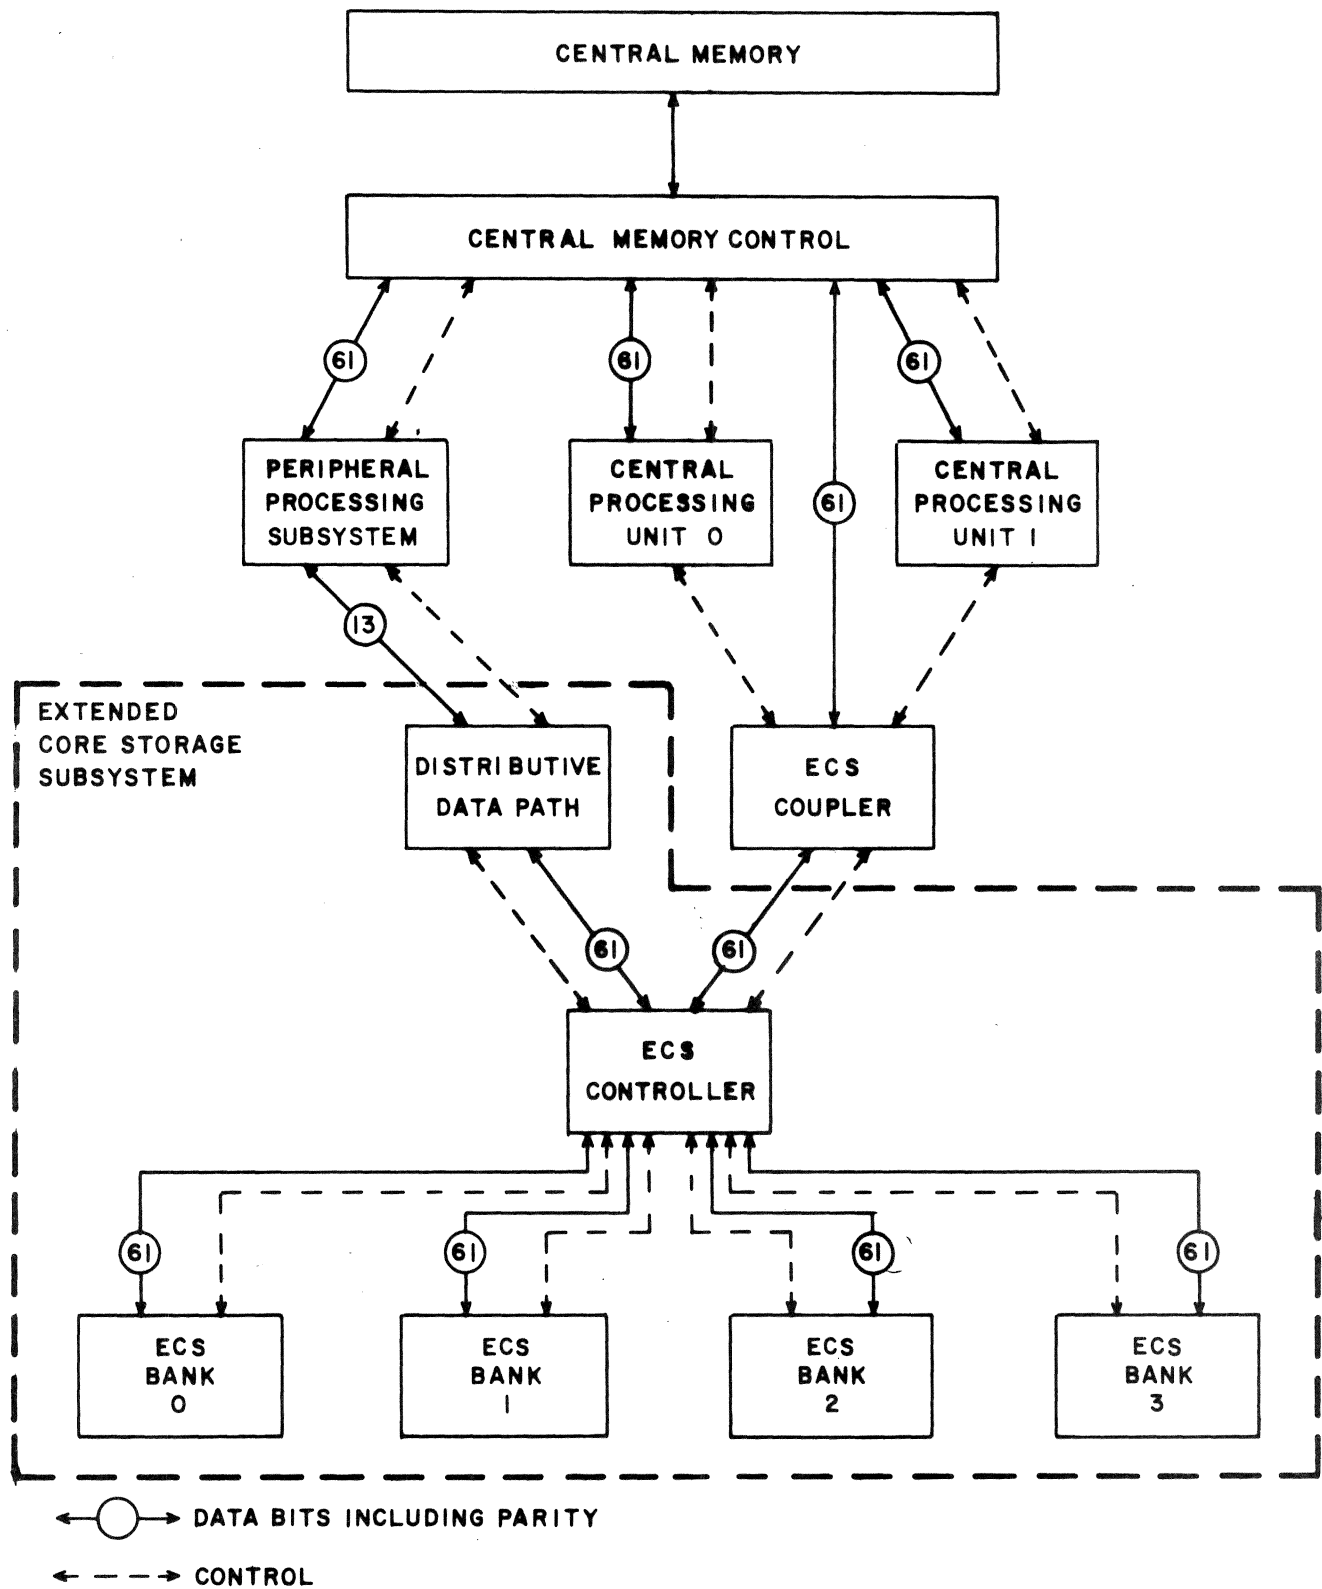 CENTRAL MEMORY
CENTRAL MEMORY CONTROL
61
61
61
PERIPHERAL
PROCESSING
SUBSYSTEM
CENTRAL
PROCESSING
UNIT 0
61
CENTRAL
PROCESSING
UNIT 1
13
EXTENDED
CORE STORAGE
SUBSYSTEM
DISTRIBUTIVE
DATA PATH
ECS
COUPLER
61
61
ECS
CONTROLLER
61
61
61
61
ECS
BANK
0
ECS
BANK
1
ECS
BANK
2
ECS
BANK
3
DATA BITS INCLUDING PARITY
CONTROL